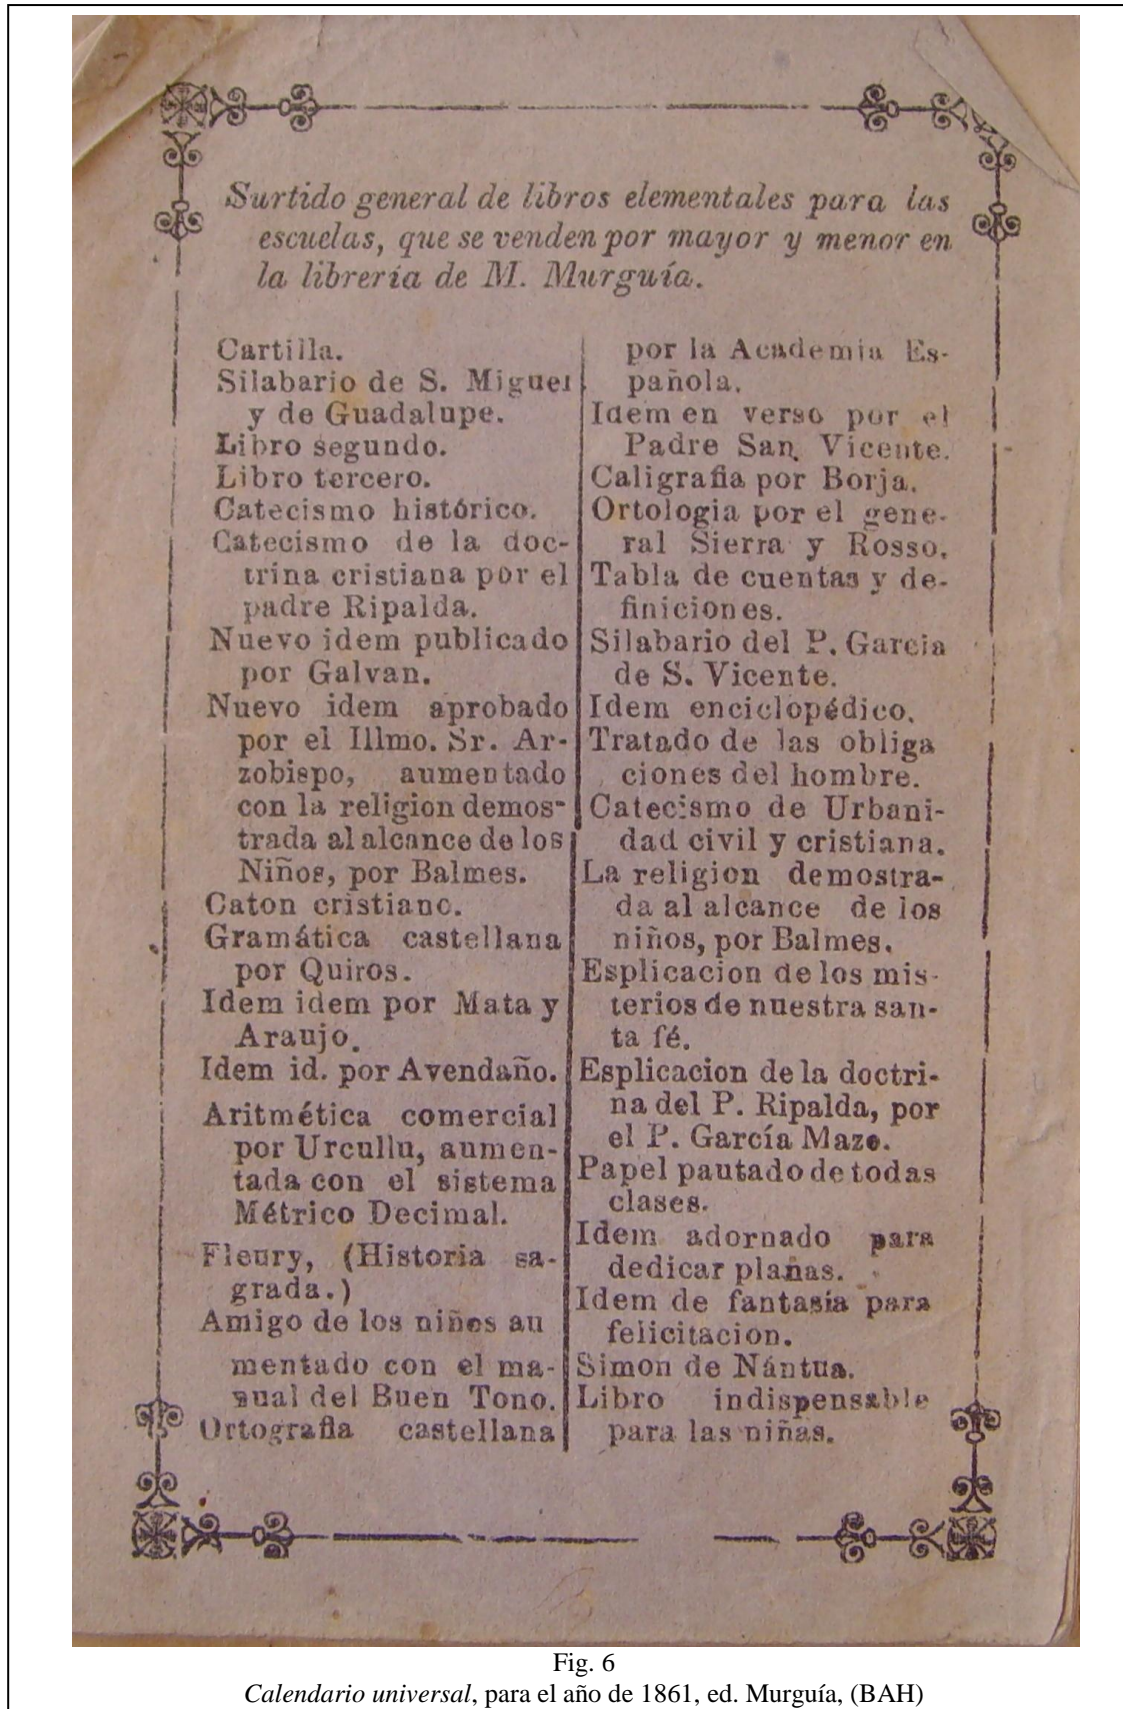 Surtido general de libros elementales para las
escuelas, que se venden por mayor y menor en
la librería de M. Murguía.
Cartilla.
Silabario de S. Miguel
y de Guadalupe.
Libro segundo.
Libro tercero.
Catecismo histórico.
Catecismo de la doc-
trina cristiana por el
padre Ripalda.
Nuevo idem publicado
por Galvan.
Nuevo idem aprobado
por el Illmo. Sr. Ar-
zobispo, aumentado
con la religion demos-
trada al alcance de los
Niños, por Balmes.
Caton cristiano.
Gramática castellana
por Quiros.
Idem idem por Mata y
Araujo.
Idem id. por Avendaño.
Aritmética comercial
por Urcullu, aumen-
tada con el sistema
Métrico Decimal.
Fleury, (Historia sa-
grada.)
Amigo de los niños au
mentado con el ma-
nual del Buen Tono.
Ortografia castellana
por la Academia Es-
pañola.
Idem en verso por el
Padre San Vicente.
Caligrafia por Borja.
Ortologia por el gene-
ral Sierra y Rosso.
Tabla de cuentas y de-
finiciones.
Silabario del P. Garcia
de S. Vicente.
Idem enciclopédico.
Tratado de las obliga
ciones del hombre.
Catecismo de Urbani-
dad civil y cristiana.
La religion demostra-
da al alcance de los
niños, por Balmes.
Esplicacion de los mis-
terios de nuestra san-
ta fé.
Esplicacion de la doctri-
na del P. Ripalda, por
el P. García Mazo.
Papel pautado de todas
clases.
Idem adornado para
dedicar planas.
Idem de fantasía para
felicitacion.
Simon de Nántua.
Libro indispensable
para las niñas.
Fig. 6
Calendario universal, para el año de 1861, ed. Murguía, (BAH)